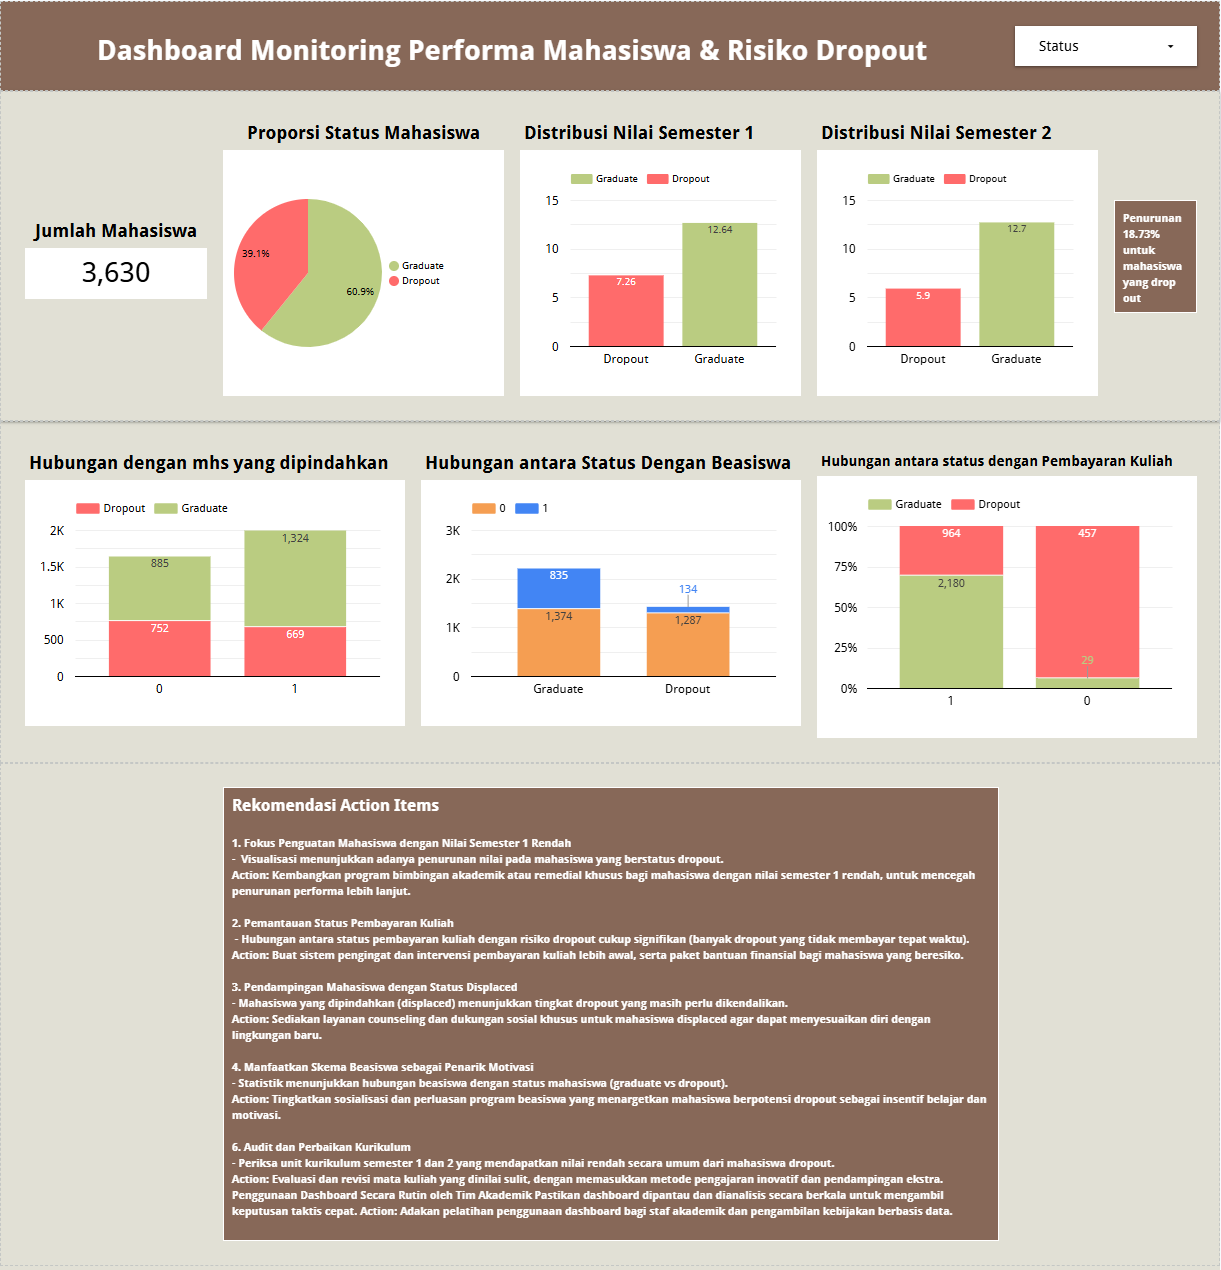 Dashboard Monitoring Performa Mahasiswa & Risiko Dropout
Status
Jumlah Mahasiswa
3,630
Proporsi Status Mahasiswa
39.1%
60.9%
Graduate
Dropout
Distribusi Nilai Semester 1
Graduate Dropout
15
10
5
0
7.26
12.64
Dropout Graduate
Distribusi Nilai Semester 2
Graduate Dropout
15
10
5
0
5.9
12.7
Dropout Graduate
Penurunan
18.73%
untuk
mahasiswa
yang drop
out
Hubungan dengan mhs yang dipindahkan
Dropout Graduate
2K
1.5K
1K
500
0
885
752
1,324
669
0 1
Hubungan antara Status Dengan Beasiswa
0 1
3K
2K
1K
0
835
1,374
134
1,287
Graduate Dropout
Hubungan antara status dengan Pembayaran Kuliah
Graduate Dropout
100%
75%
50%
25%
0%
964
2,180
457
29
1 0
Rekomendasi Action Items
1. Fokus Penguatan Mahasiswa dengan Nilai Semester 1 Rendah
- Visualisasi menunjukkan adanya penurunan nilai pada mahasiswa yang berstatus dropout.
Action: Kembangkan program bimbingan akademik atau remedial khusus bagi mahasiswa dengan nilai semester 1 rendah, untuk mencegah
penurunan performa lebih lanjut.
2. Pemantauan Status Pembayaran Kuliah
- Hubungan antara status pembayaran kuliah dengan risiko dropout cukup signifikan (banyak dropout yang tidak membayar tepat waktu).
Action: Buat sistem pengingat dan intervensi pembayaran kuliah lebih awal, serta paket bantuan finansial bagi mahasiswa yang beresiko.
3. Pendampingan Mahasiswa dengan Status Displaced
- Mahasiswa yang dipindahkan (displaced) menunjukkan tingkat dropout yang masih perlu dikendalikan.
Action: Sediakan layanan counseling dan dukungan sosial khusus untuk mahasiswa displaced agar dapat menyesuaikan diri dengan
lingkungan baru.
4. Manfaatkan Skema Beasiswa sebagai Penarik Motivasi
- Statistik menunjukkan hubungan beasiswa dengan status mahasiswa (graduate vs dropout).
Action: Tingkatkan sosialisasi dan perluasan program beasiswa yang menargetkan mahasiswa berpotensi dropout sebagai insentif belajar dan
motivasi.
6. Audit dan Perbaikan Kurikulum
- Periksa unit kurikulum semester 1 dan 2 yang mendapatkan nilai rendah secara umum dari mahasiswa dropout.
Action: Evaluasi dan revisi mata kuliah yang dinilai sulit, dengan memasukkan metode pengajaran inovatif dan pendampingan ekstra.
Penggunaan Dashboard Secara Rutin oleh Tim Akademik Pastikan dashboard dipantau dan dianalisis secara berkala untuk mengambil
keputusan taktis cepat. Action: Adakan pelatihan penggunaan dashboard bagi staf akademik dan pengambilan kebijakan berbasis data.